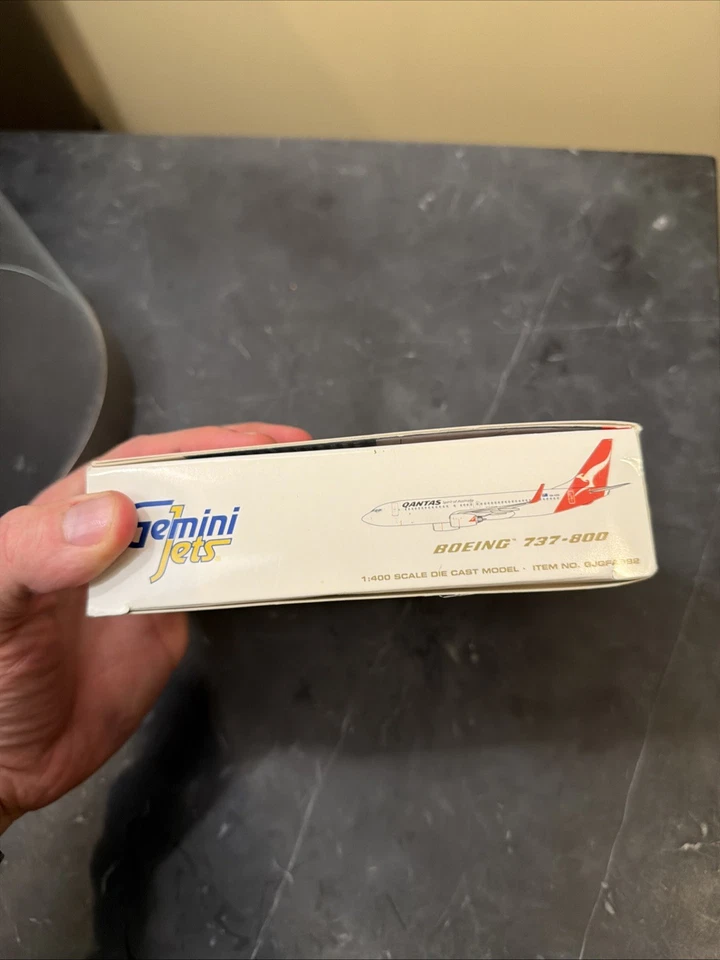 Gemini
Jets
QANTAS
BOEING 737-800
1:400 SCALE DIE CAST MODEL - ITEM NO.